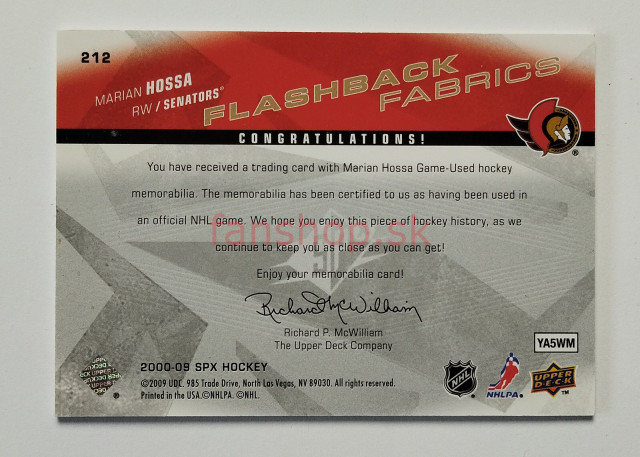 212
MARIAN HOSSA
RW / SENATORS®
FLASHBACK
FABRICS
®
CONGRATULATIONS!
You have received a trading card with Marian Hossa Game-Used hockey
memorabilia. The memorabilia has been certified to us as having been used in
an official NHL game. We hope you enjoy this piece of hockey history, as we
fanshop.sk
continue to keep you as close as you can get!
Enjoy your memorabilia card!
Richard P. McWilliam
Richard P. McWilliam
The Upper Deck Company
YA5WM
2000-09 SPX HOCKEY
©2009 UDL. 985 Trade Drive, North Las Vegas, NV 89030. All rights reserved.
Printed in the USA.©NHLPA. ©NHL.
®
NHL
NHLPA.
UPPER
DECK
TM